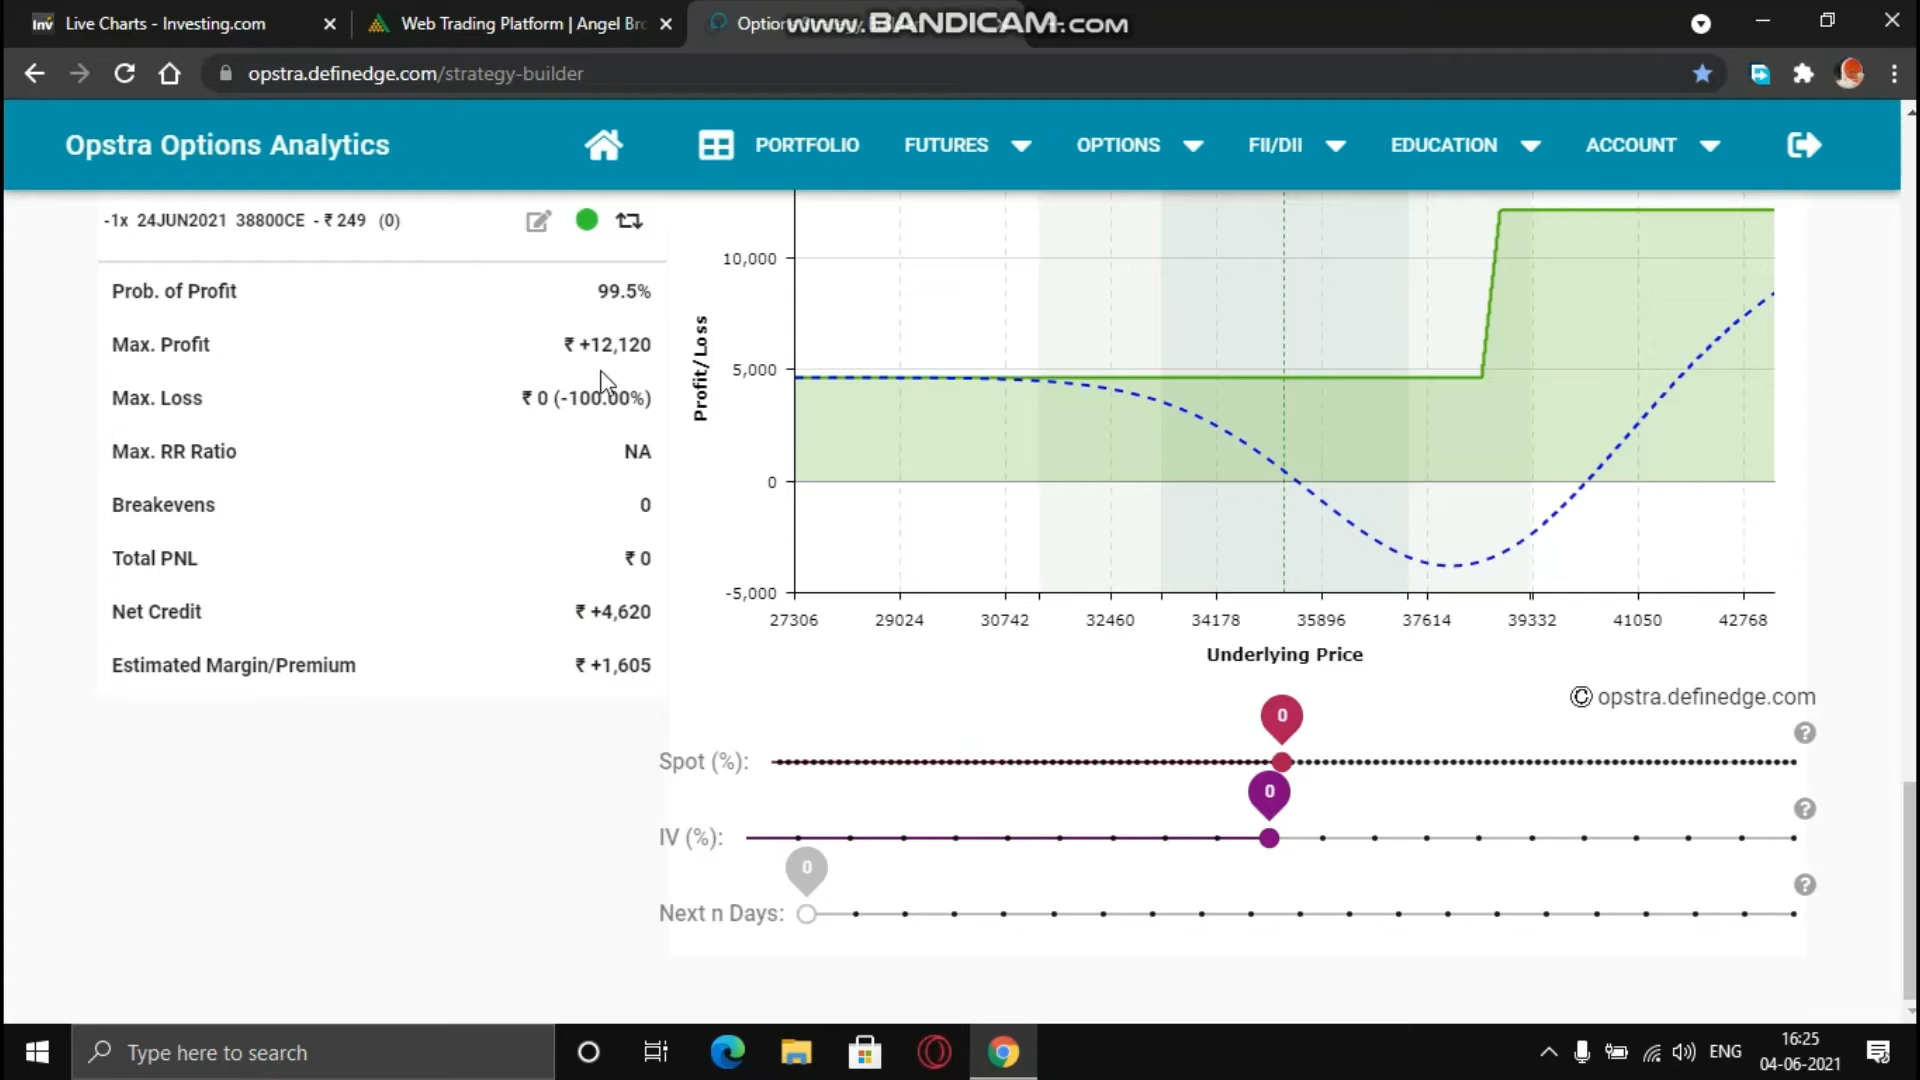 Inv Live Charts - Investing.com
Web Trading Platform | Angel Bro
Option Strategy
www.BANDICAM.com
opstra.definedge.com/strategy-builder
Opstra Options Analytics
PORTFOLIO
FUTURES
OPTIONS
FII/DII
EDUCATION
ACCOUNT
-1x 24JUN2021 38800CE - ₹ 249 (0)
Prob. of Profit 99.5%
Max. Profit ₹ +12,120
Max. Loss ₹ 0 (-100.00%)
Max. RR Ratio NA
Breakevens 0
Total PNL ₹ 0
Net Credit ₹ +4,620
Estimated Margin/Premium ₹ +1,605
Profit/Loss
10,000
5,000
0
-5,000
27306 29024 30742 32460 34178 35896 37614 39332 41050 42768
Underlying Price
© opstra.definedge.com
0
?
Spot (%):
0
?
IV (%):
0
?
Next n Days:
Type here to search
ENG
16:25
04-06-2021